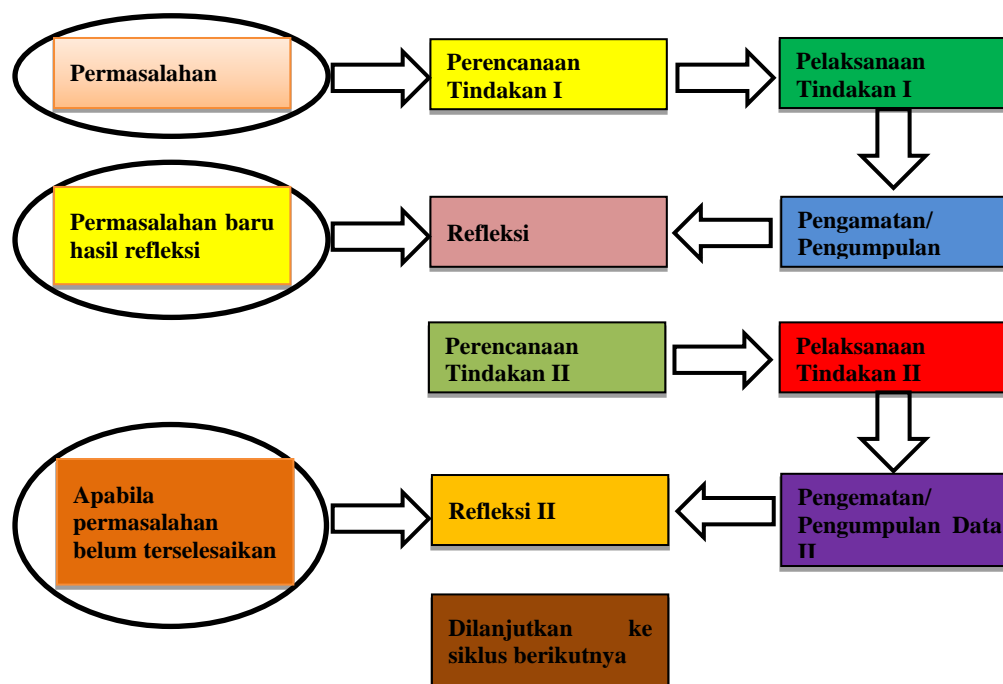 Permasalahan
Perencanaan
Tindakan I
Pelaksanaan
Tindakan I
Permasalahan baru
hasil refleksi
Refleksi
Pengamatan/
Pengumpulan
Perencanaan
Tindakan II
Pelaksanaan
Tindakan II
Apabila
permasalahan
belum terselesaikan
Refleksi II
Pengematan/
Pengumpulan Data
II
Dilanjutkan ke
siklus berikutnya